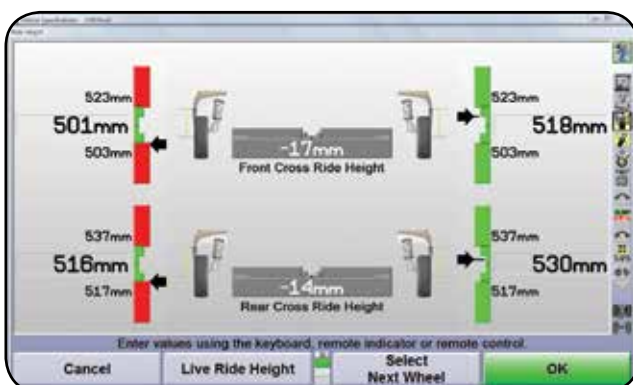 523mm
501mm
503mm
523mm
518mm
503mm
-17mm
Front Cross Ride Height
537mm
516mm
517mm
537mm
530mm
517mm
-14mm
Rear Cross Ride Height
Enter values using the keyboard, remote indicator or remote control.
Cancel
Live Ride Height
Select
Next Wheel
OK